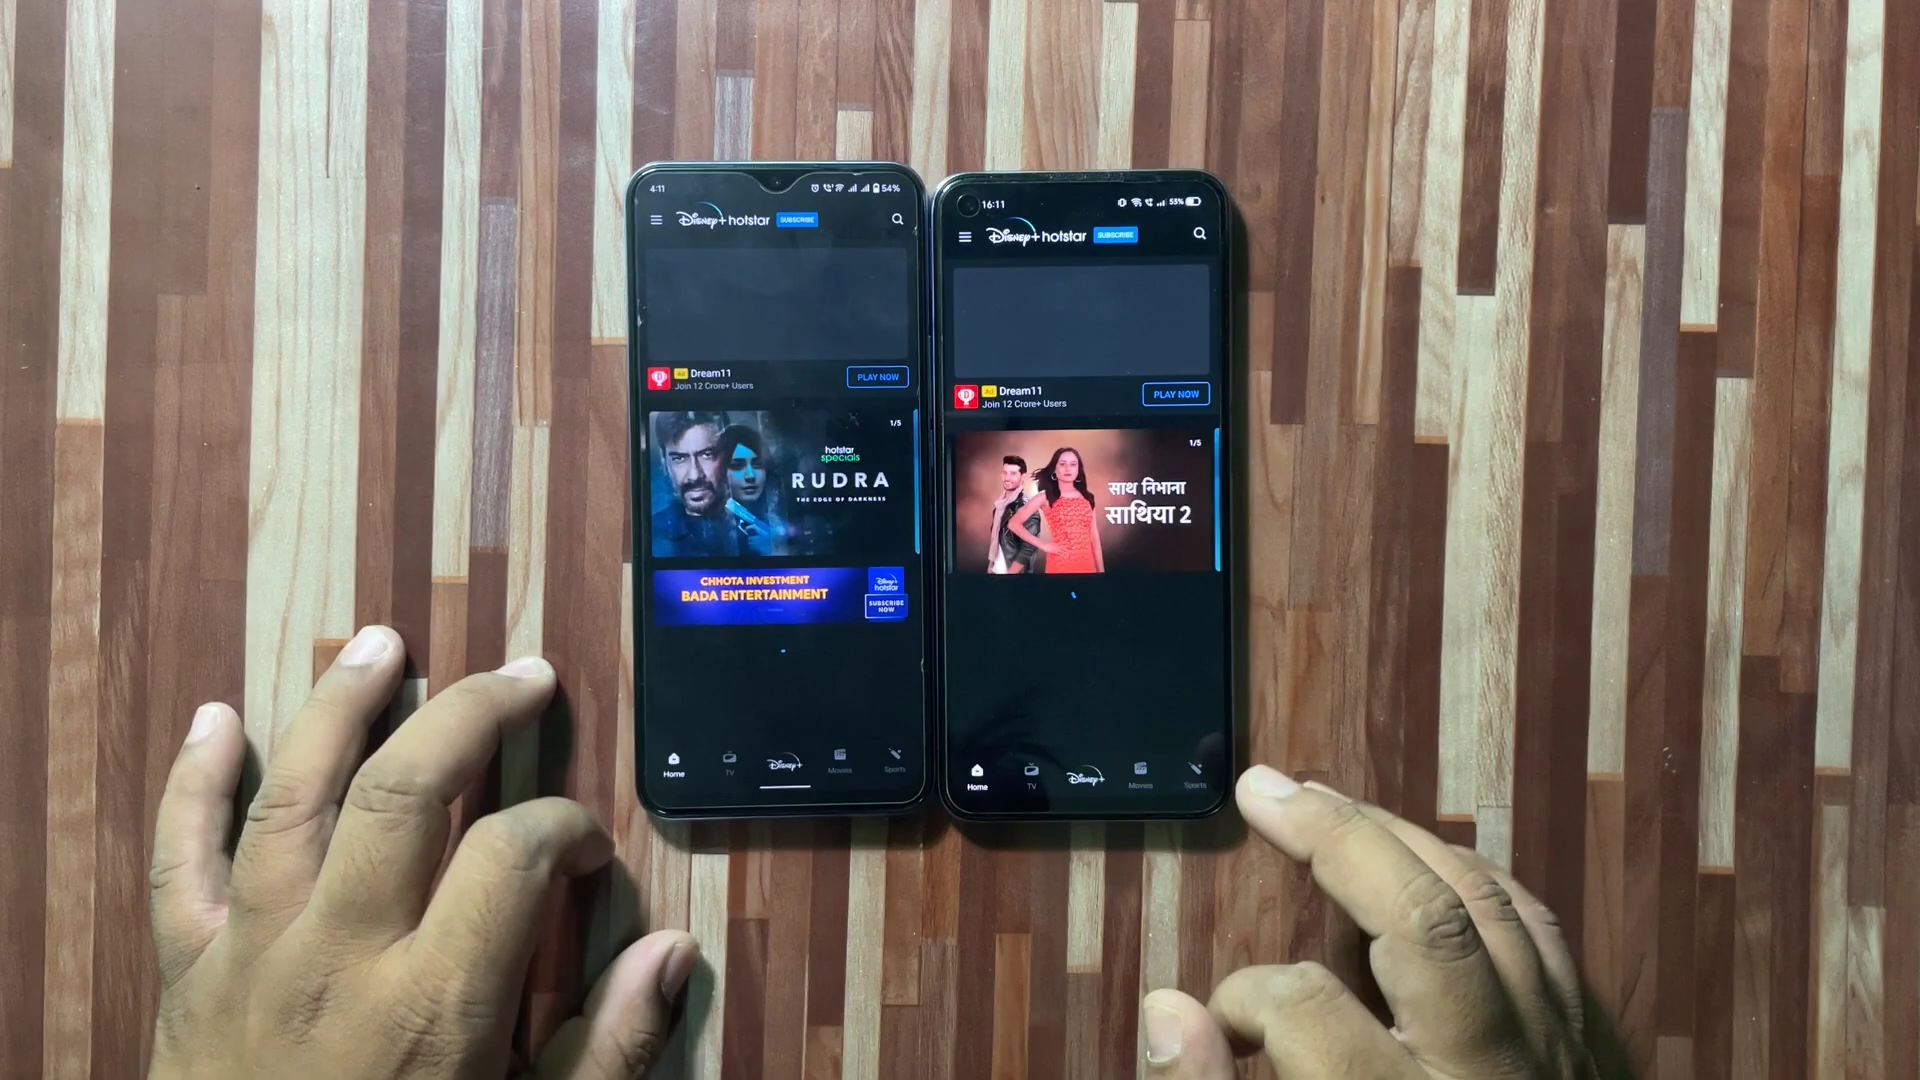 4:11
54%
Disney+ hotstar SUBSCRIBE
Ad Dream11
Join 12 Crore+ Users
PLAY NOW
1/5
hotstar
specials
RUDRA
THE EDGE OF DARKNESS
CHHOTA INVESTMENT
BADA ENTERTAINMENT
Disney+
hotstar
SUBSCRIBE
NOW
Home
TV
Disney+
Movies
Sports
16:11
55%
Disney+ hotstar SUBSCRIBE
Ad Dream11
Join 12 Crore+ Users
PLAY NOW
1/5
साथ निभाना
साथिया 2
Home
TV
Disney+
Movies
Sports